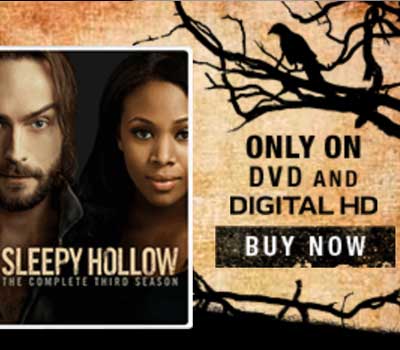 SLEEPY HOLLOW
THE COMPLETE THIRD SEASON
ONLY ON
DVD AND
DIGITAL HD
BUY NOW